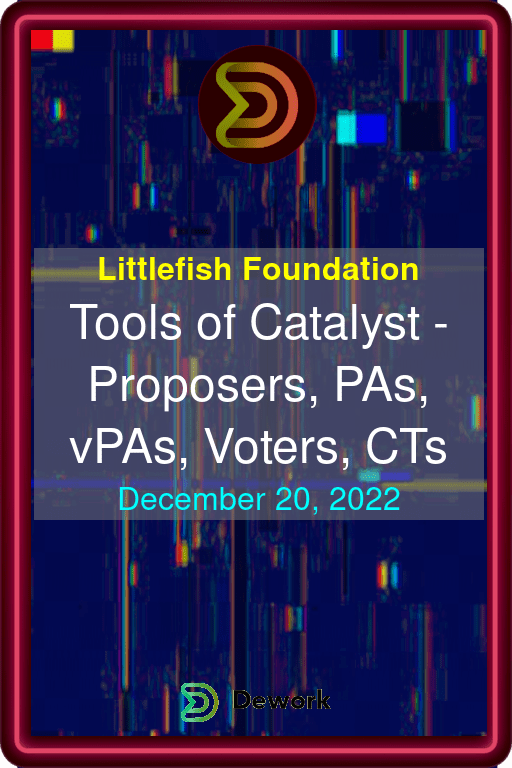 Littlefish Foundation
Tools of Catalyst -
Proposers, PAs,
vPAs, Voters, CTs
December 20, 2022
Dework